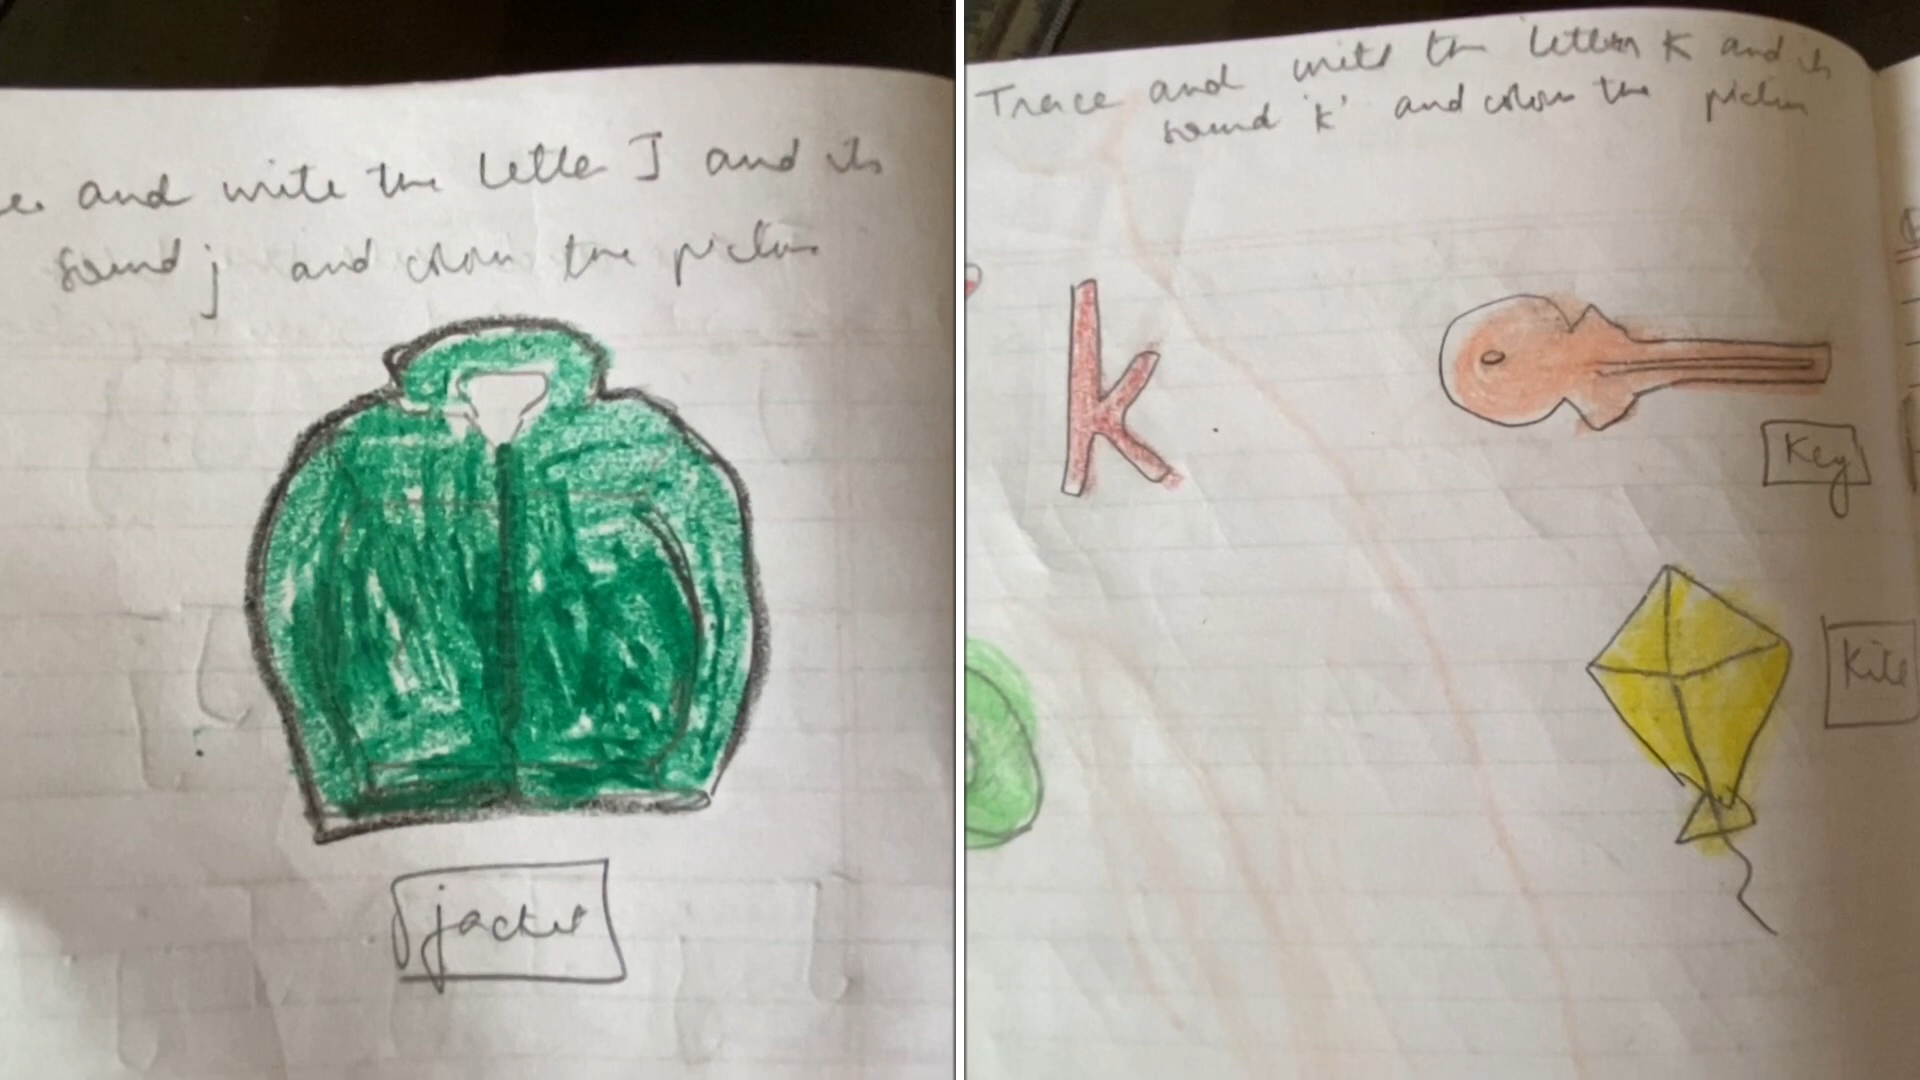 and write the letter J and its
sound j and colour the picture
jacket
Trace and write the letter K and its
sound 'k' and colour the picture
k
Key
Kite